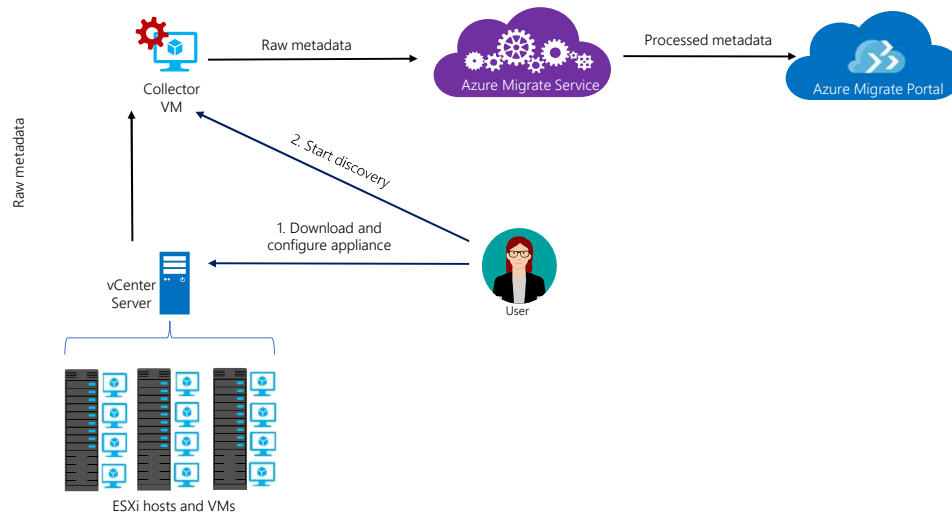 Raw metadata
Processed metadata
Azure Migrate Service
Azure Migrate Portal
Collector
VM
Raw metadata
2. Start discovery
1. Download and
configure appliance
vCenter
Server
User
ESXi hosts and VMs